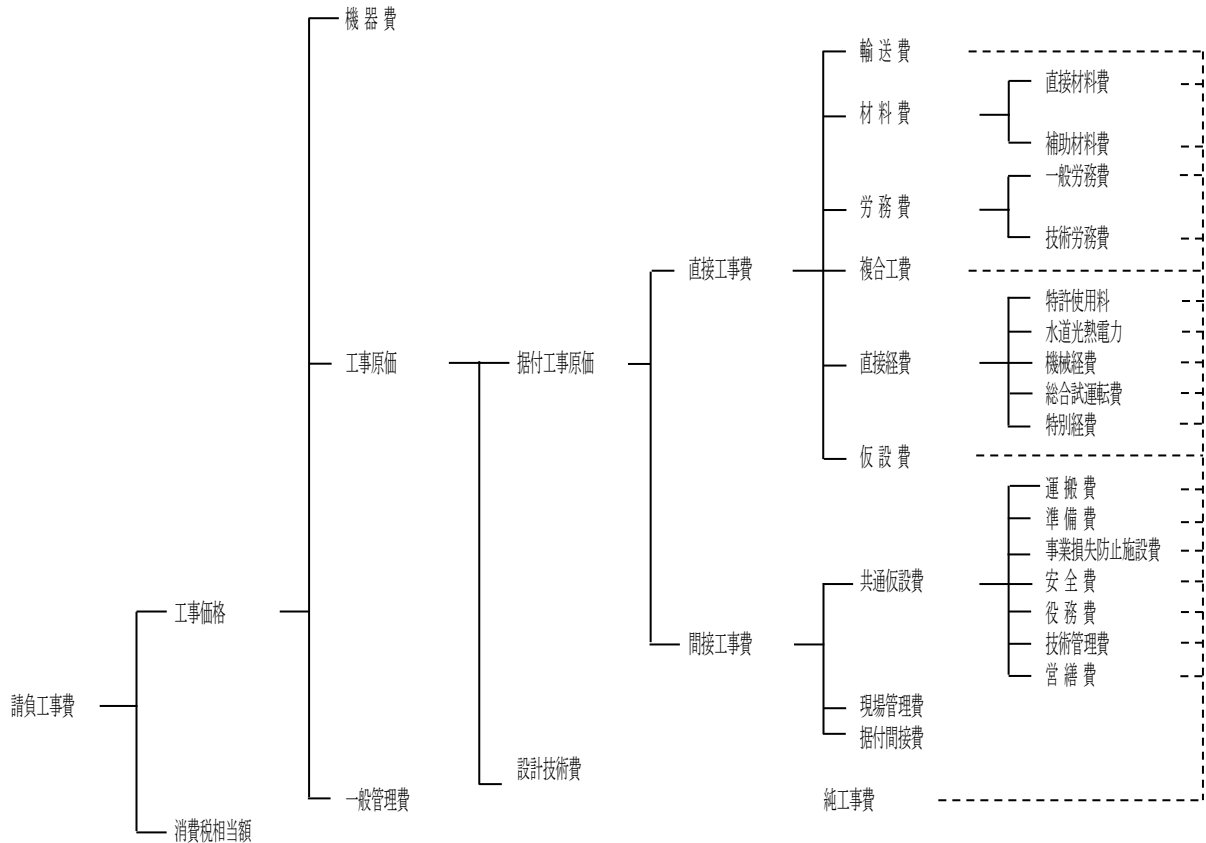 機 器 費
輸 送 費
直接材料費
材 料 費
補助材料費
一般労務費
労 務 費
技術労務費
直接工事費
複合工費
特許使用料
水道光熱電力
工事原価
据付工事原価
直接経費
機械経費
総合試運転費
特別経費
仮 設 費
運 搬 費
準 備 費
事業損失防止施設費
共通仮設費
安 全 費
工事価格
役 務 費
間接工事費
技術管理費
営 繕 費
請負工事費
現場管理費
据付間接費
設計技術費
一般管理費
純工事費
消費税相当額